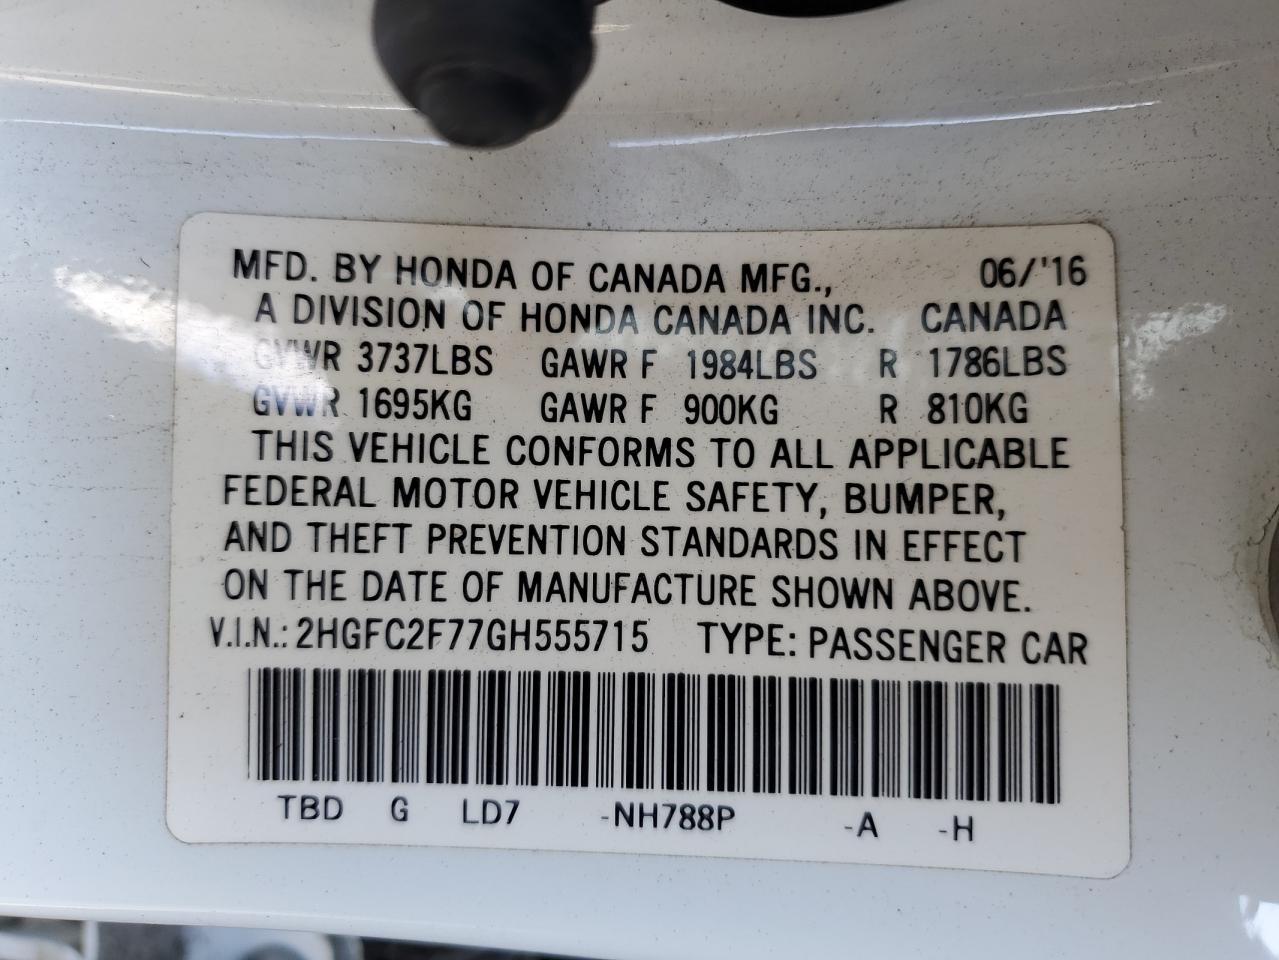 MFD. BY HONDA OF CANADA MFG., 06/'16
A DIVISION OF HONDA CANADA INC. CANADA
GVWR 3737LBS GAWR F 1984LBS R 1786LBS
GVWR 1695KG GAWR F 900KG R 810KG
THIS VEHICLE CONFORMS TO ALL APPLICABLE
FEDERAL MOTOR VEHICLE SAFETY, BUMPER,
AND THEFT PREVENTION STANDARDS IN EFFECT
ON THE DATE OF MANUFACTURE SHOWN ABOVE.
V.I.N.: 2HGFC2F77GH555715 TYPE: PASSENGER CAR
TBD G LD7 -NH788P -A -H